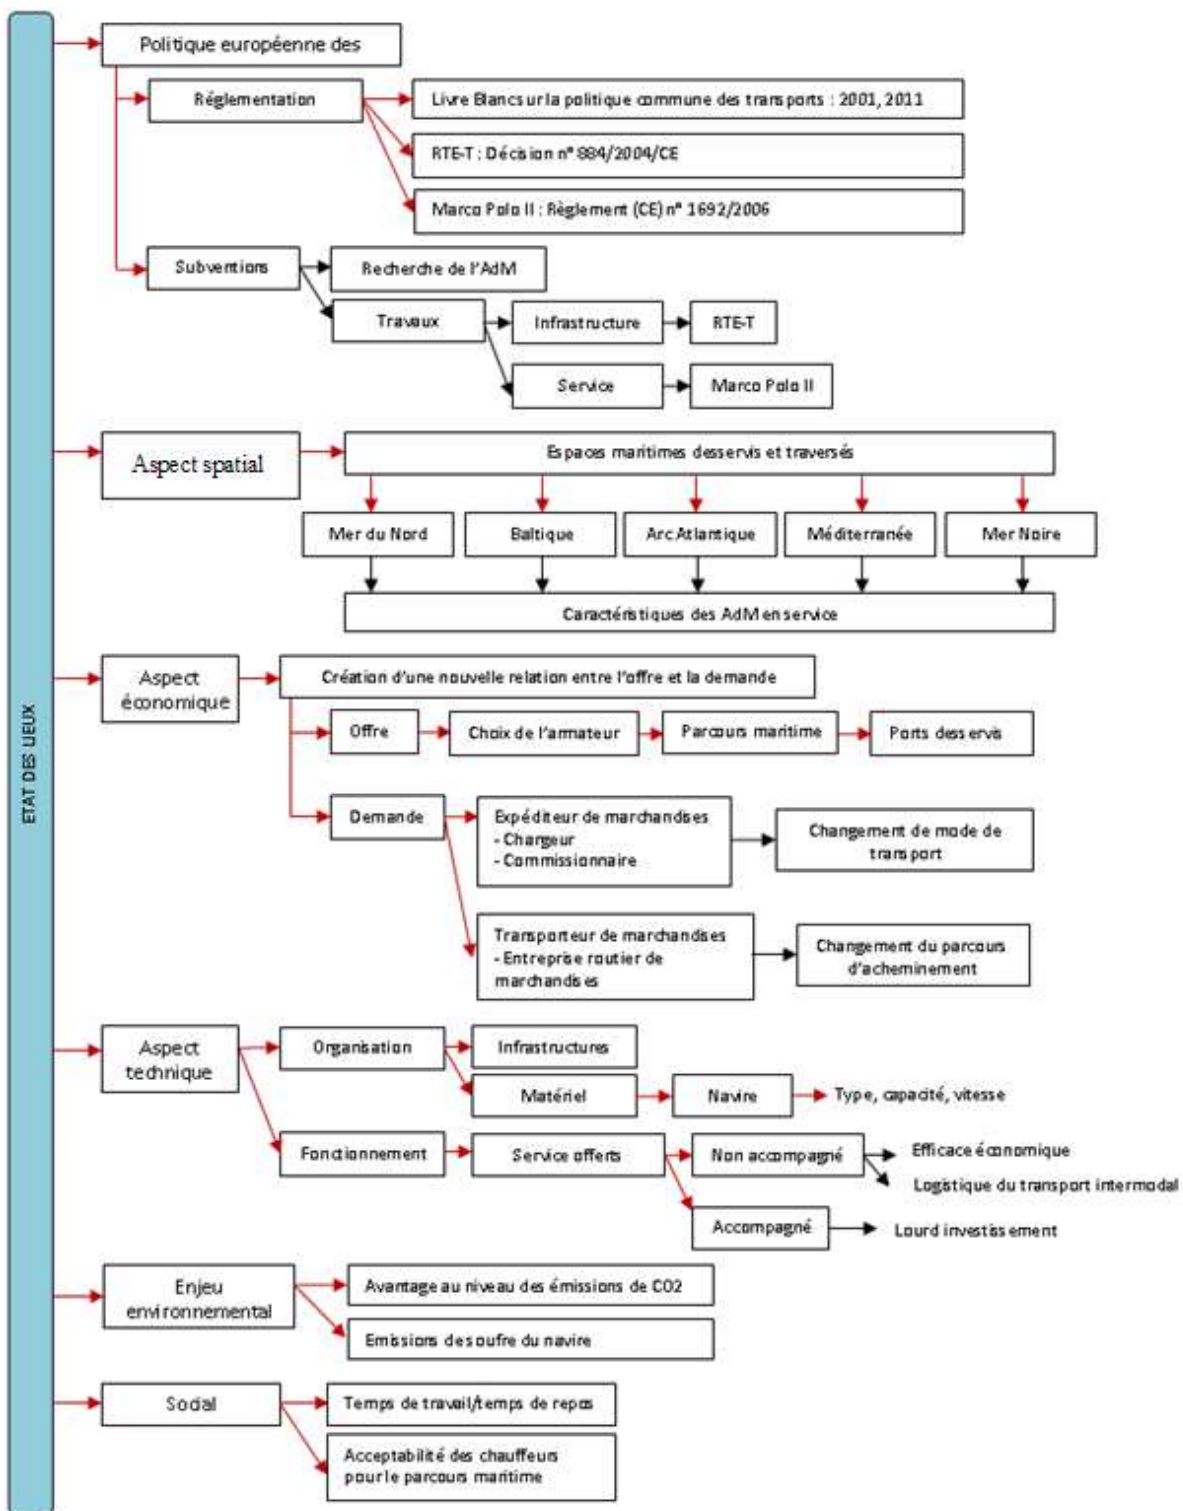 ETAT DES LIEUX
Politique européenne des
Réglementation
Livre Blancs sur la politique commune des transports : 2001, 2011
RTE-T : Décision n° 884/2004/CE
Marco Polo II : Règlement (CE) n° 1692/2006
Subventions
Recherche de l'AdM
Travaux
Infrastructure
RTE-T
Service
Marco Polo II
Aspect spatial
Espaces maritimes desservis et traversés
Mer du Nord
Baltique
Arc Atlantique
Méditerranée
Mer Noire
Caractéristiques des AdM en service
Aspect
économique
Création d'une nouvelle relation entre l'offre et la demande
Offre
Choix de l'armateur
Parcours maritime
Ports desservis
Demande
Expéditeur de marchandises
- Chargeur
- Commissionnaire
Changement de mode de
transport
Transporteur de marchandises
- Entreprise routier de
marchandises
Changement du parcours
d'acheminement
Aspect
technique
Organisation
Infrastructures
Matériel
Navire
Type, capacité, vitesse
Fonctionnement
Service offerts
Non accompagné
Efficace économique
Logistique du transport intermodal
Accompagné
Lourd investissement
Enjeu
environnemental
Avantage au niveau des émissions de CO2
Emissions de soufre du navire
Social
Temps de travail/temps de repos
Acceptabilité des chauffeurs
pour le parcours maritime